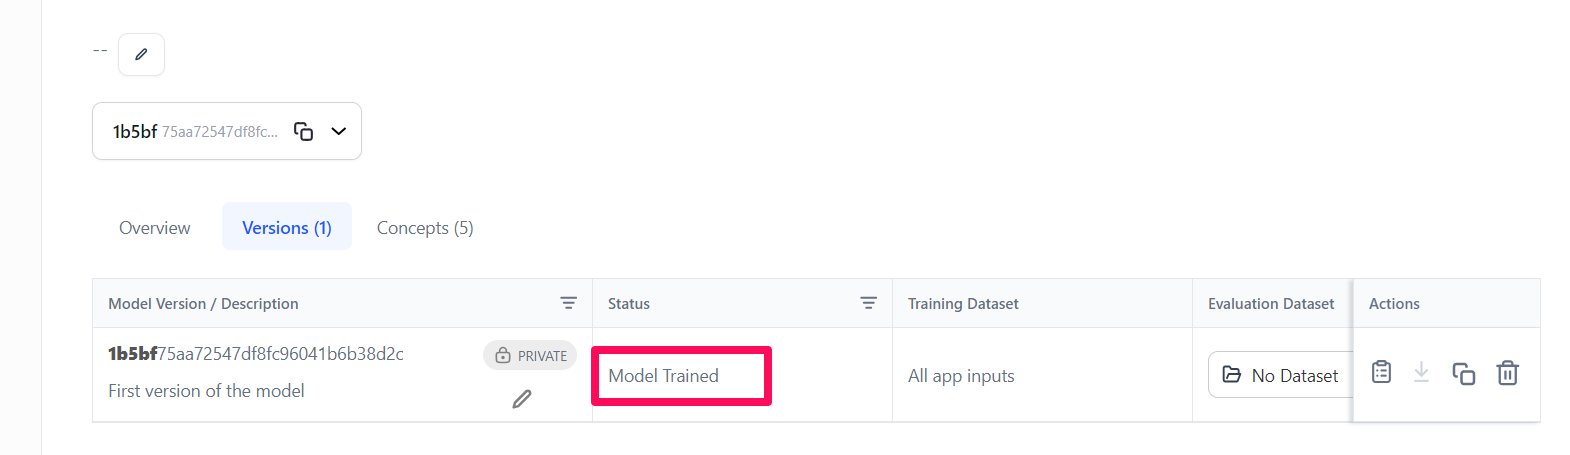 --
1b5bf 75aa72547df8fc...
Overview Versions (1) Concepts (5)
Model Version / Description Status Training Dataset Evaluation Dataset Actions
1b5bf75aa72547df8fc96041b6b38d2c PRIVATE
First version of the model
Model Trained
All app inputs
No Dataset